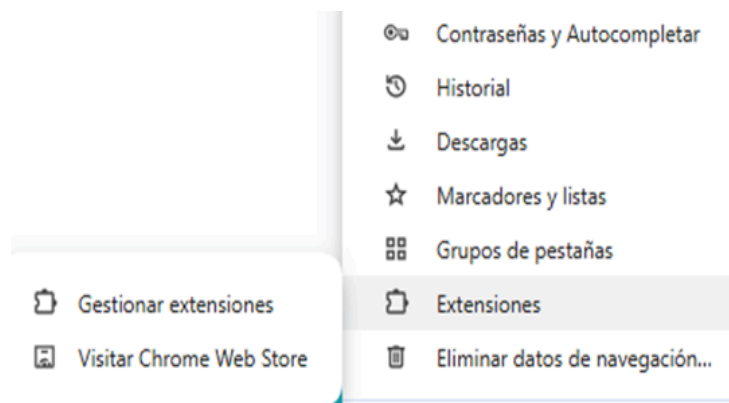 Contraseñas y Autocompletar
Historial
Descargas
Marcadores y listas
Grupos de pestañas
Extensiones
Eliminar datos de navegación...
Gestionar extensiones
Visitar Chrome Web Store